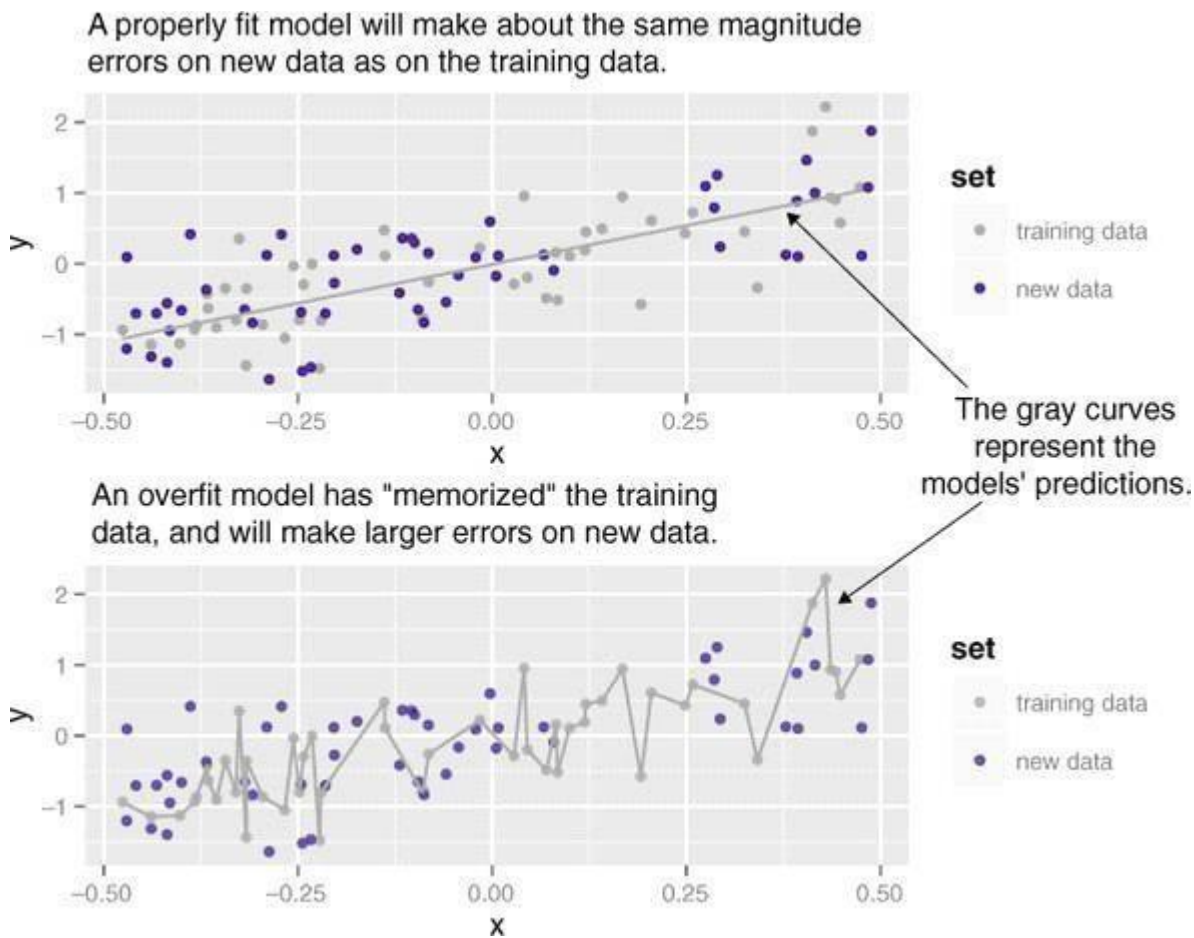 A properly fit model will make about the same magnitude
errors on new data as on the training data.
2
1
0
−1
y
−0.50
−0.25
0.00
0.25
0.50
x
set
training data
new data
The gray curves
represent the
models' predictions.
An overfit model has "memorized" the training
data, and will make larger errors on new data.
2
1
0
−1
y
−0.50
−0.25
0.00
0.25
0.50
x
set
training data
new data